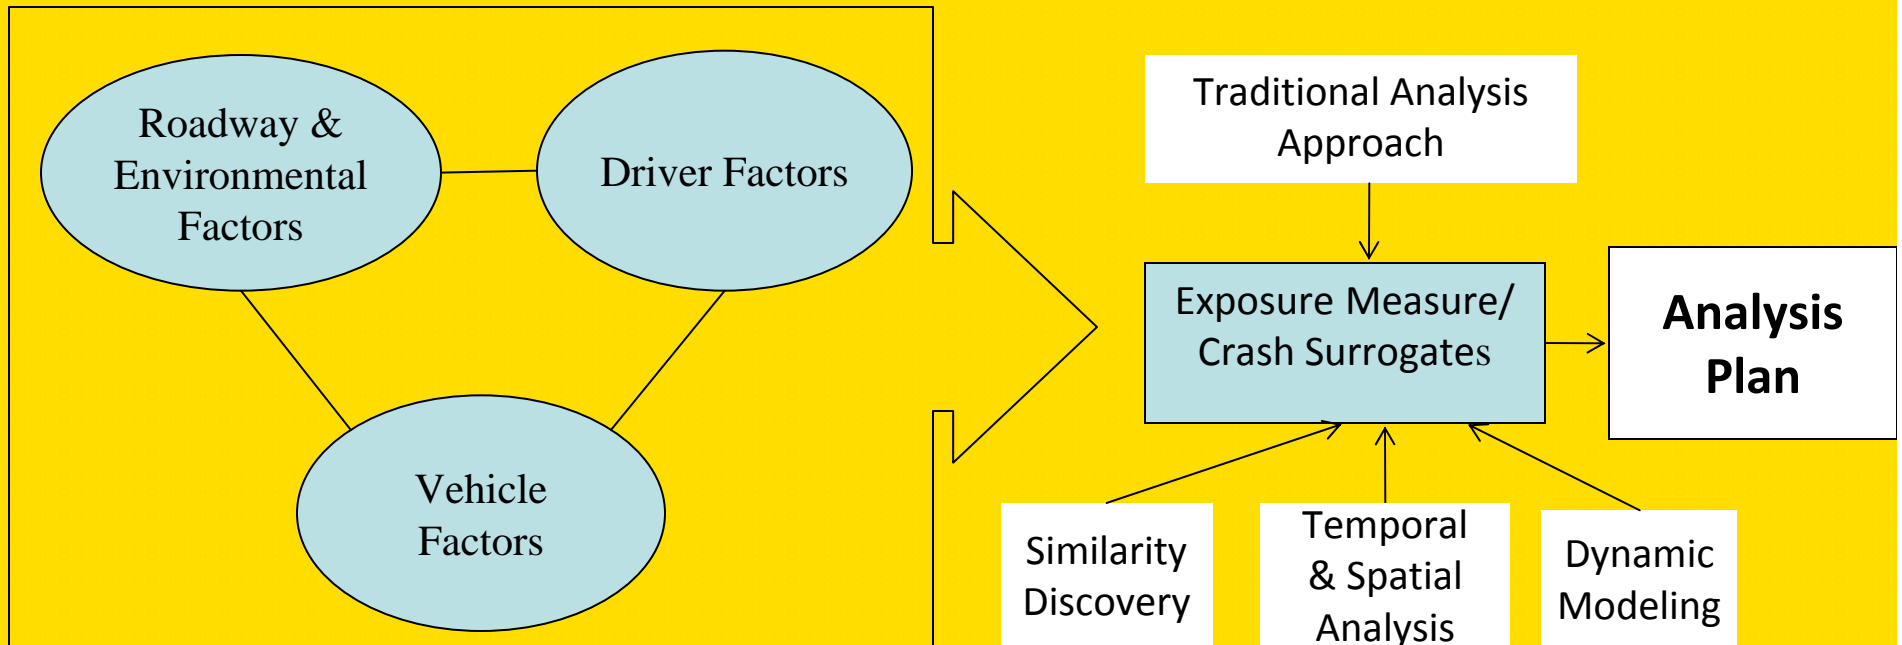 Roadway &
Environmental
Factors
Driver Factors
Vehicle
Factors
Traditional Analysis
Approach
Exposure Measure/
Crash Surrogates
Analysis
Plan
Similarity
Discovery
Temporal
& Spatial
Analysis
Dynamic
Modeling